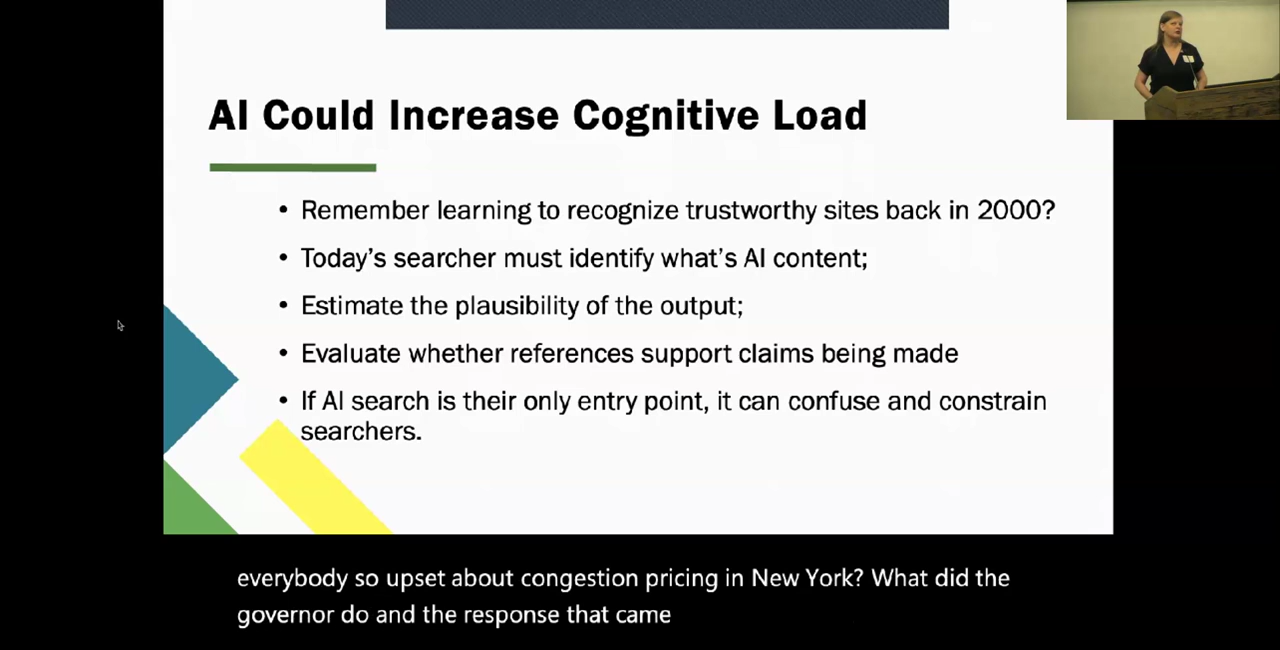 AI Could Increase Cognitive Load
• Remember learning to recognize trustworthy sites back in 2000?
• Today's searcher must identify what's AI content;
• Estimate the plausibility of the output;
• Evaluate whether references support claims being made
• If AI search is their only entry point, it can confuse and constrain
searchers.
everybody so upset about congestion pricing in New York? What did the
governor do and the response that came